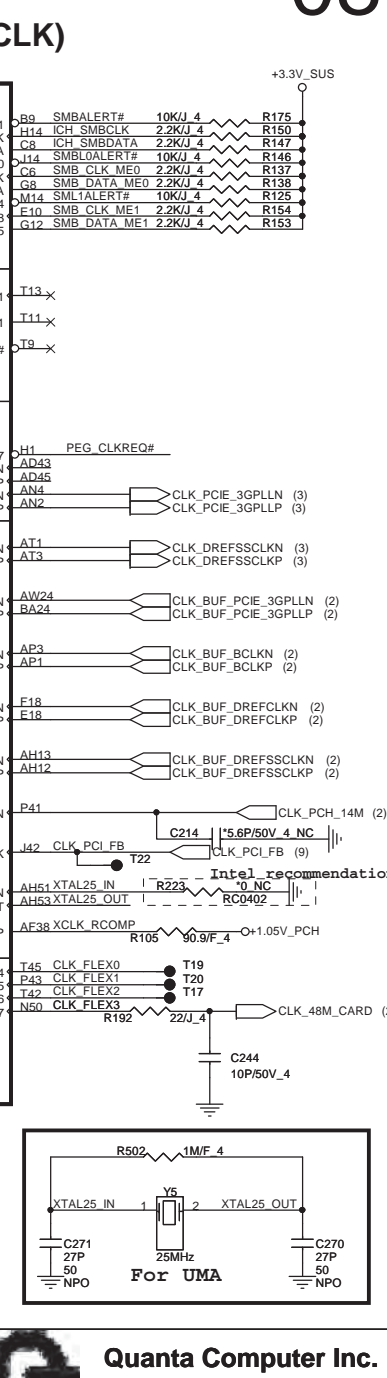 CLK)
+3.3V_SUS
B9 SMBALERT# 10K/J_4 R175
H14 ICH_SMBCLK 2.2K/J_4 R150
C8 ICH_SMBDATA 2.2K/J_4 R147
J14 SMBL0ALERT# 10K/J_4 R146
C6 SMB_CLK_ME0 2.2K/J_4 R137
G8 SMB_DATA_ME0 2.2K/J_4 R138
M14 SML1ALERT# 10K/J_4 R125
E10 SMB_CLK_ME1 2.2K/J_4 R154
G12 SMB_DATA_ME1 2.2K/J_4 R153
T13
T11
T9
H1 PEG_CLKREQ#
AD43
AD45
AN4 CLK_PCIE_3GPLLN (3)
AN2 CLK_PCIE_3GPLLP (3)
AT1 CLK_DREFSSCLKN (3)
AT3 CLK_DREFSSCLKP (3)
AW24 CLK_BUF_PCIE_3GPLLN (2)
BA24 CLK_BUF_PCIE_3GPLLP (2)
AP3 CLK_BUF_BCLKN (2)
AP1 CLK_BUF_BCLKP (2)
F18 CLK_BUF_DREFCLKN (2)
E18 CLK_BUF_DREFCLKP (2)
AH13 CLK_BUF_DREFSSCLKN (2)
AH12 CLK_BUF_DREFSSCLKP (2)
P41 CLK_PCH_14M (2)
C214 *5.6P/50V_4_NC
J42 CLK_PCI_FB CLK_PCI_FB (9)
T22
Intel recommendation
AH51 XTAL25_IN R223 *0_NC
AH53 XTAL25_OUT RC0402
AF38 XCLK_RCOMP R105 90.9/F_4 +1.05V_PCH
T45 CLK_FLEX0 T19
P43 CLK_FLEX1 T20
T42 CLK_FLEX2 T17
N50 CLK_FLEX3 R192 22/J_4 CLK_48M_CARD
C244
10P/50V_4
R502 1M/F_4
XTAL25_IN 1 Y5 2 XTAL25_OUT
C271
27P
50
NPO
25MHz
For UMA
C270
27P
50
NPO
Quanta Computer Inc.